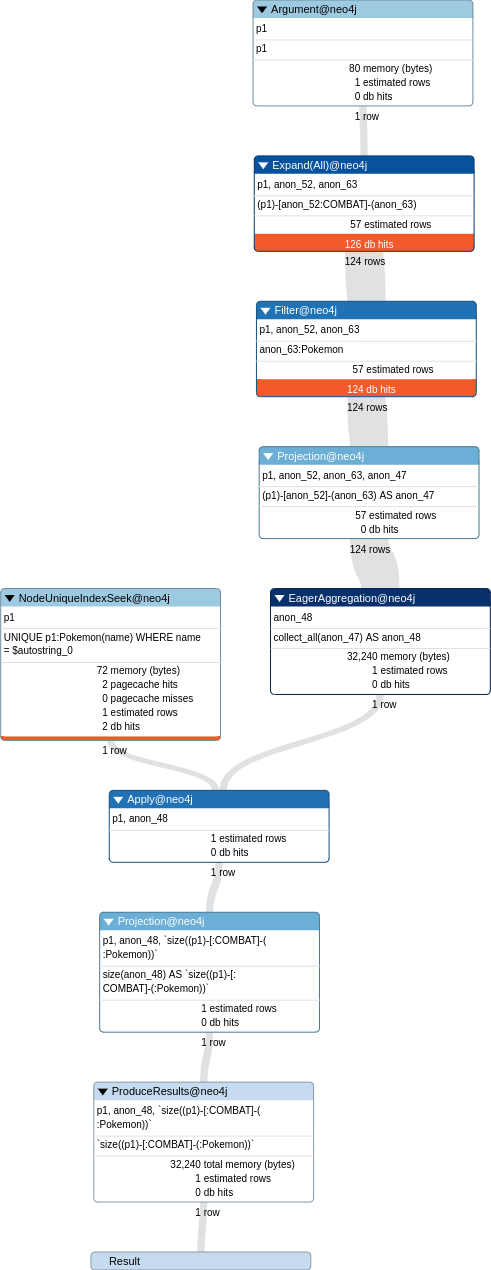 Argument@neo4j
p1
p1
80 memory (bytes)
1 estimated rows
0 db hits
1 row
Expand(All)@neo4j
p1, anon_52, anon_63
(p1)-[anon_52:COMBAT]-(anon_63)
57 estimated rows
126 db hits
124 rows
Filter@neo4j
p1, anon_52, anon_63
anon_63:Pokemon
57 estimated rows
124 db hits
124 rows
Projection@neo4j
p1, anon_52, anon_63, anon_47
(p1)-[anon_52]-(anon_63) AS anon_47
57 estimated rows
0 db hits
124 rows
NodeUniqueIndexSeek@neo4j
p1
UNIQUE p1:Pokemon(name) WHERE name
= $autostring_0
72 memory (bytes)
2 pagecache hits
0 pagecache misses
1 estimated rows
2 db hits
1 row
EagerAggregation@neo4j
anon_48
collect_all(anon_47) AS anon_48
32,240 memory (bytes)
1 estimated rows
0 db hits
1 row
Apply@neo4j
p1, anon_48
1 estimated rows
0 db hits
1 row
Projection@neo4j
p1, anon_48, `size((p1)-[:COMBAT]-(
:Pokemon))`
size(anon_48) AS `size((p1)-[:
COMBAT]-(:Pokemon))`
1 estimated rows
0 db hits
1 row
ProduceResults@neo4j
p1, anon_48, `size((p1)-[:COMBAT]-(
:Pokemon))`
`size((p1)-[:COMBAT]-(:Pokemon))`
32,240 total memory (bytes)
1 estimated rows
0 db hits
1 row
Result